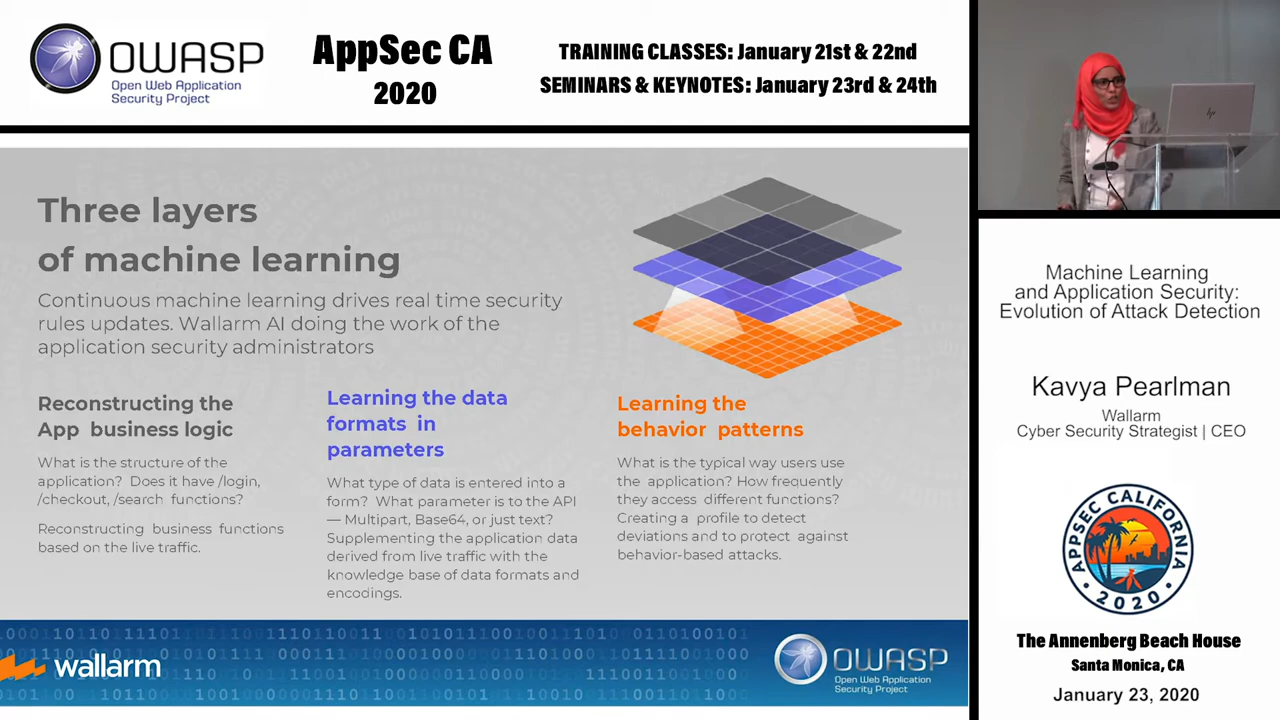 OWASP
Open Web Application
Security Project
AppSec CA
2020
TRAINING CLASSES: January 21st & 22nd
SEMINARS & KEYNOTES: January 23rd & 24th
Three layers
of machine learning
Continuous machine learning drives real time security
rules updates. Wallarm AI doing the work of the
application security administrators
Reconstructing the
App business logic
What is the structure of the
application? Does it have /login,
/checkout, /search functions?
Reconstructing business functions
based on the live traffic.
Learning the data
formats in
parameters
What type of data is entered into a
form? What parameter is to the API
— Multipart, Base64, or just text?
Supplementing the application data
derived from live traffic with the
knowledge base of data formats and
encodings.
Learning the
behavior patterns
What is the typical way users use
the application? How frequently
they access different functions?
Creating a profile to detect
deviations and to protect against
behavior-based attacks.
wallarm
OWASP
Open Web Application
Security Project
hp
Machine Learning
and Application Security:
Evolution of Attack Detection
Kavya Pearlman
Wallarm
Cyber Security Strategist | CEO
APPSEC CALIFORNIA
2020
The Annenberg Beach House
Santa Monica, CA
January 23, 2020